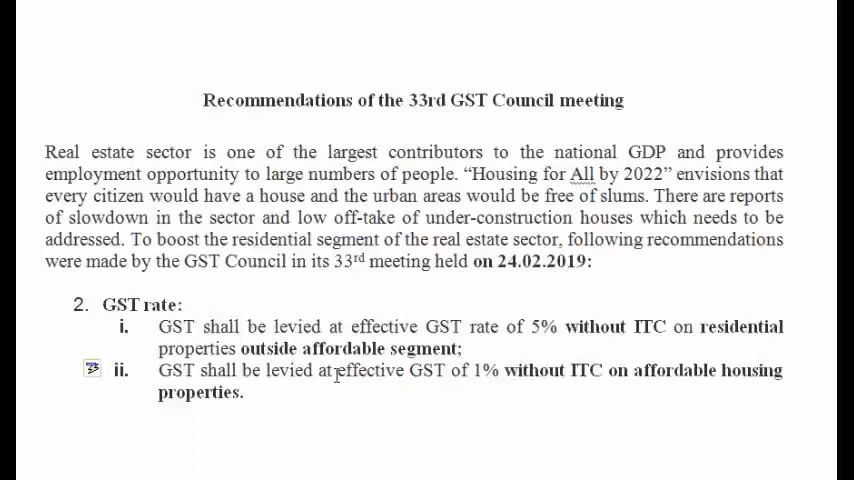 Recommendations of the 33rd GST Council meeting
Real estate sector is one of the largest contributors to the national GDP and provides
employment opportunity to large numbers of people. “Housing for All by 2022” envisions that
every citizen would have a house and the urban areas would be free of slums. There are reports
of slowdown in the sector and low off-take of under-construction houses which needs to be
addressed. To boost the residential segment of the real estate sector, following recommendations
were made by the GST Council in its 33rd meeting held on 24.02.2019:
2. GST rate:
i. GST shall be levied at effective GST rate of 5% without ITC on residential
properties outside affordable segment;
ii. GST shall be levied at effective GST of 1% without ITC on affordable housing
properties.